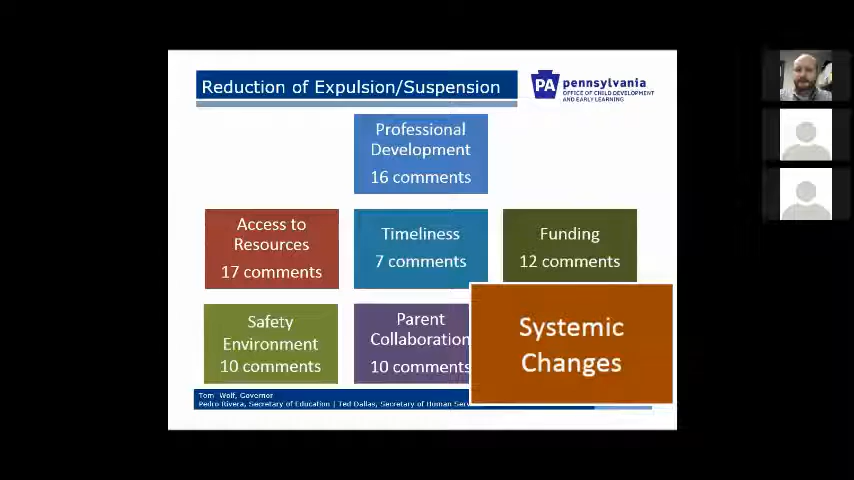 Reduction of Expulsion/Suspension
PA pennsylvania
OFFICE OF CHILD DEVELOPMENT
AND EARLY LEARNING
Professional
Development
16 comments
Access to
Resources
17 comments
Timeliness
7 comments
Funding
12 comments
Safety
Environment
10 comments
Parent
Collaboration
10 comments
Systemic
Changes
Tom Wolf, Governor
Pedro Rivera, Secretary of Education | Ted Dallas, Secretary of Human